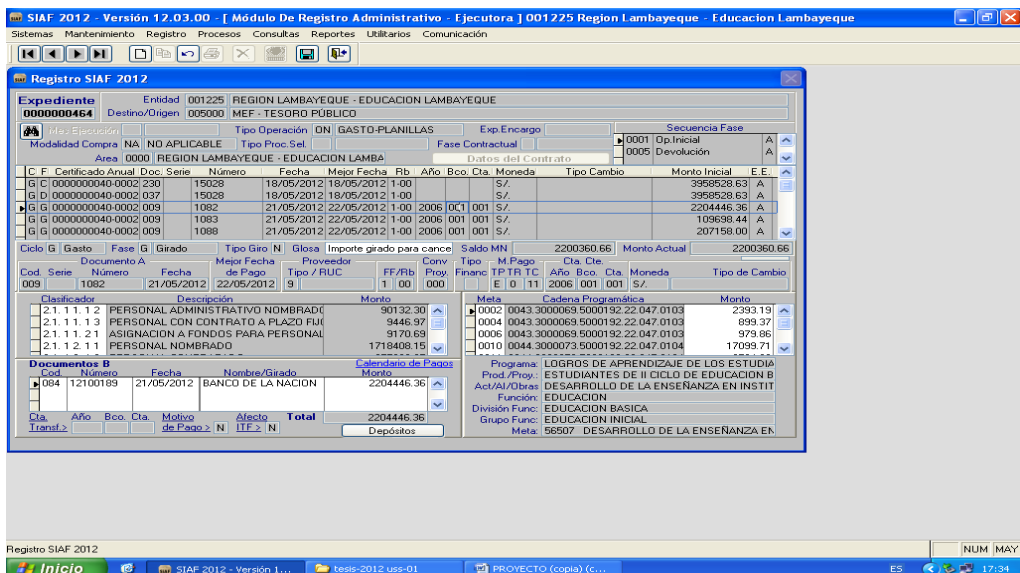 SIAF 2012 - Versión 12.03.00 - [ Módulo De Registro Administrativo - Ejecutora ] 001225 Region Lambayeque - Educacion Lambayeque
Sistemas Mantenimiento Registro Procesos Consultas Reportes Utilitarios Comunicación
Registro SIAF 2012
Expediente Entidad 001225 REGION LAMBAYEQUE - EDUCACION LAMBAYEQUE
0000000464 Destino/Origen 005000 MEF - TESORO PÚBLICO
Mes Ejecución Tipo Operación ON GASTO-PLANILLAS Exp.Encargo Secuencia Fase
Modalidad Compra NA NO APLICABLE Tipo Proc.Sel. Fase Contractual 0001 Op.Inicial A
Area 0000 REGION LAMBAYEQUE - EDUCACION LAMBA Datos del Contrato 0005 Devolución A
C F Certificado Anual Doc. Serie Número Fecha Mejor Fecha Rb Año Bco. Cta. Moneda Tipo Cambio Monto Inicial E.E.
G C 0000000040-0002 230 15028 18/05/2012 18/05/2012 1-00 S/. 3958528.63 A
G D 0000000040-0002 037 15028 18/05/2012 18/05/2012 1-00 S/. 3958528.63 A
G G 0000000040-0002 009 1082 21/05/2012 22/05/2012 1-00 2006 001 001 S/. 2204446.36 A
G G 0000000040-0002 009 1083 21/05/2012 22/05/2012 1-00 2006 001 001 S/. 109698.44 A
G G 0000000040-0002 009 1088 21/05/2012 22/05/2012 1-00 2006 001 001 S/. 207158.00 A
Ciclo G Gasto Fase G Girado Tipo Giro N Glosa Importe girado para cance Saldo MN 2200360.66 Monto Actual 2200360.66
Documento A Mejor Fecha Proveedor Conv Tipo M.Pago Cta. Cte.
Cod. Serie Número Fecha de Pago Tipo / RUC FF/Rb Proy. Financ TP TR TC Año Bco. Cta. Moneda Tipo de Cambio
009 1082 21/05/2012 22/05/2012 9 1 00 000 E 0 11 2006 001 001 S/.
Clasificador Descripción Monto Meta Cadena Programática Monto
2.1. 1 1. 1 2 PERSONAL ADMINISTRATIVO NOMBRADO 90132.30 0002 0043.3000069.5000192.22.047.0103 2393.19
2.1. 1 1. 1 3 PERSONAL CON CONTRATO A PLAZO FIJO 9446.97 0004 0043.3000069.5000192.22.047.0103 899.37
2.1. 1 1. 2 1 ASIGNACION A FONDOS PARA PERSONAL 9170.69 0006 0043.3000069.5000192.22.047.0103 979.86
2.1. 1 2. 1 1 PERSONAL NOMBRADO 1718408.15 0010 0044.3000073.5000192.22.047.0103 17099.71
Documentos B Calendario de Pagos
Cod. Número Fecha Nombre/Girado Monto
084 12100189 21/05/2012 BANCO DE LA NACION 2204446.36
Cta. Año Bco. Cta. Motivo Afecto Total 2204446.36
Transf.> de Pago > N ITF > N Depósitos
Programa: LOGROS DE APRENDIZAJE DE LOS ESTUDIA
Prod./Proy.: ESTUDIANTES DE II CICLO DE EDUCACION B
Act/AI/Obras DESARROLLO DE LA ENSEÑANZA EN INSTIT
Función: EDUCACION
División Func: EDUCACION BASICA
Grupo Func: EDUCACION INICIAL
Meta: 56507 DESARROLLO DE LA ENSEÑANZA EN
Registro SIAF 2012 NUM MAY
Inicio SIAF 2012 - Versión 1... tesis-2012 uss-01 PROYECTO (copia) (c... ES 17:34